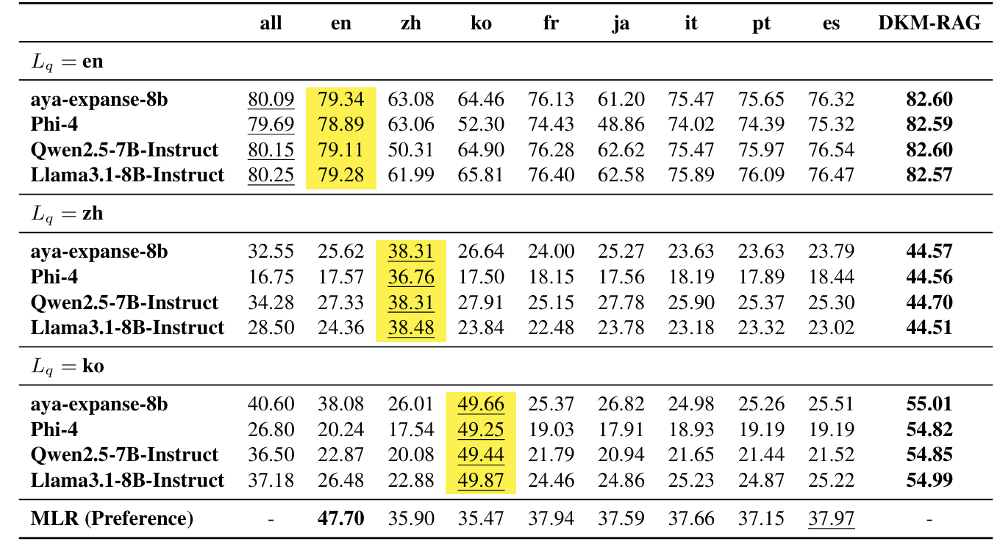 all en zh ko fr ja it pt es DKM-RAG
L_q = en
aya-expanse-8b 80.09 79.34 63.08 64.46 76.13 61.20 75.47 75.65 76.32 82.60
Phi-4 79.69 78.89 63.06 52.30 74.43 48.86 74.02 74.39 75.32 82.59
Qwen2.5-7B-Instruct 80.15 79.11 50.31 64.90 76.28 62.62 75.47 75.97 76.54 82.60
Llama3.1-8B-Instruct 80.25 79.28 61.99 65.81 76.40 62.58 75.89 76.09 76.47 82.57
L_q = zh
aya-expanse-8b 32.55 25.62 38.31 26.64 24.00 25.27 23.63 23.63 23.79 44.57
Phi-4 16.75 17.57 36.76 17.50 18.15 17.56 18.19 17.89 18.44 44.56
Qwen2.5-7B-Instruct 34.28 27.33 38.31 27.91 25.15 27.78 25.90 25.37 25.30 44.70
Llama3.1-8B-Instruct 28.50 24.36 38.48 23.84 22.48 23.78 23.18 23.32 23.02 44.51
L_q = ko
aya-expanse-8b 40.60 38.08 26.01 49.66 25.37 26.82 24.98 25.26 25.51 55.01
Phi-4 26.80 20.24 17.54 49.25 19.03 17.91 18.93 19.19 19.19 54.82
Qwen2.5-7B-Instruct 36.50 22.87 20.08 49.44 21.79 20.94 21.65 21.44 21.52 54.85
Llama3.1-8B-Instruct 37.18 26.48 22.88 49.87 24.46 24.86 25.23 24.87 25.22 54.99
MLR (Preference) - 47.70 35.90 35.47 37.94 37.59 37.66 37.15 37.97 -